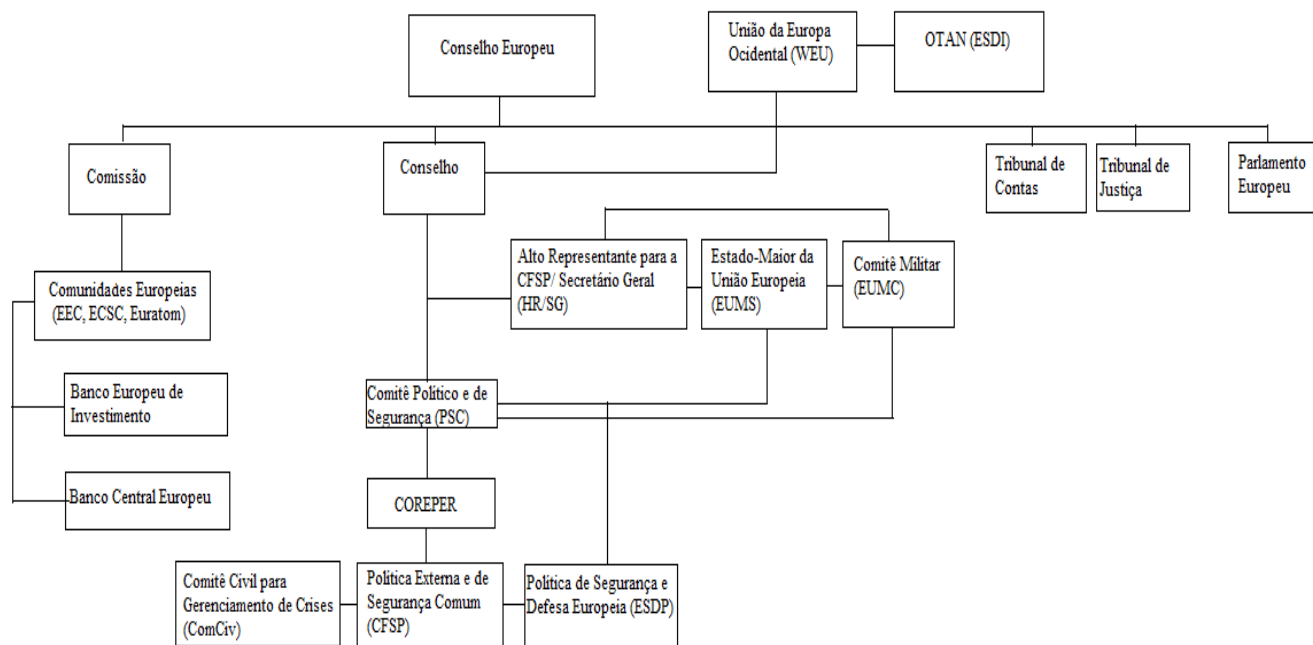 Conselho Europeu
União da Europa
Ocidental (WEU)
OTAN (ESDI)
Comissão
Conselho
Tribunal de
Contas
Tribunal de
Justiça
Parlamento
Europeu
Alto Representante para a
CFSP/ Secretário Geral
(HR/SG)
Estado-Maior da
União Europeia
(EUMS)
Comitê Militar
(EUMC)
Comunidades Europeias
(EEC, ECSC, Euratom)
Banco Europeu de
Investimento
Comitê Político e de
Segurança (PSC)
Banco Central Europeu
COREPER
Comitê Civil para
Gerenciamento de Crises
(ComCiv)
Política Externa e de
Segurança Comum
(CFSP)
Política de Segurança e
Defesa Europeia (ESDP)